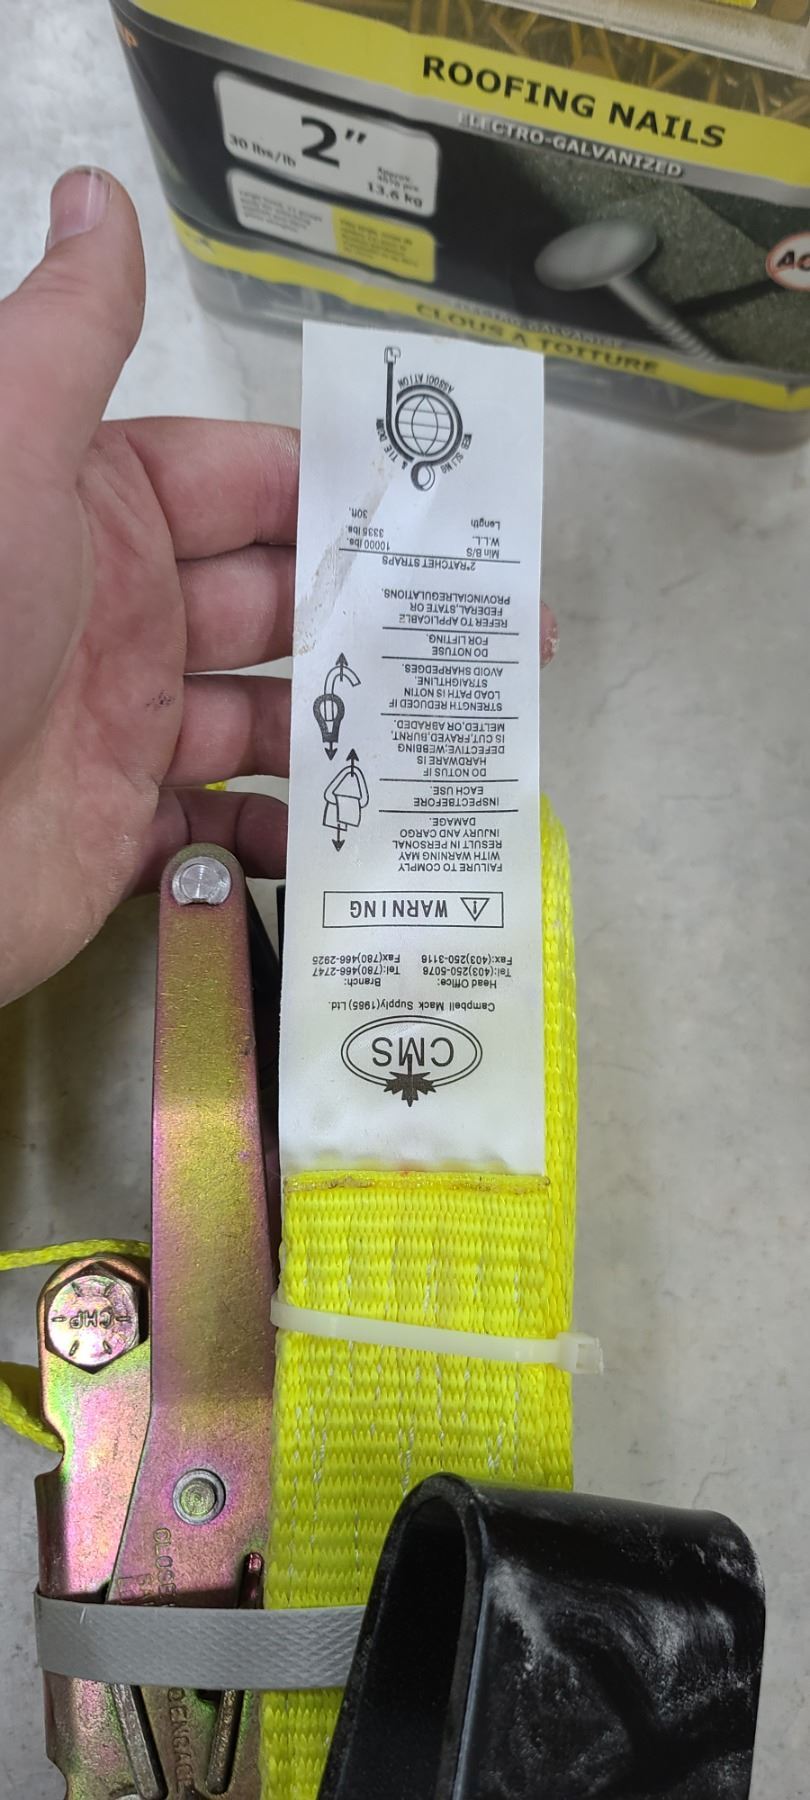 ROOFING NAILS
ELECTRO-GALVANIZED
2"
30 lbs/lb
13.6 kg
CLOUS A TOITURE
CMS
Campbell Mack Supply(1985)Ltd.
Head Office: Branch:
Tel:(403)250-5076 Tel:(780)466-2747
Fax:(403)250-3116 Fax(780)466-2925
WARNING
FAILURE TO COMPLY
WITH WARNING MAY
RESULT IN PERSONAL
INJURY AND CARGO
DAMAGE.
INSPECTBEFORE
EACH USE.
DO NOTUS IF
HARDWARE IS
DEFECTIVE;WEBBING
IS CUT,FRAYED,BURNT,
MELTED,OR ABRADED.
STRENGTH REDUCED IF
LOAD PATH IS NOTIN
STRAIGHTLINE.
AVOID SHARPEDGES.
DO NOTUSE
FOR LIFTING.
REFER TO APPLICABLE
FEDERAL,STATE OR
PROVINCIALREGULATIONS.
2"RATCHET STRAPS
Min B/S 10000 lbs.
W.L.L. 3335 lbs.
Length 30ft.
WEB SLING & TIE DOWN ASSOCIATION
CHP